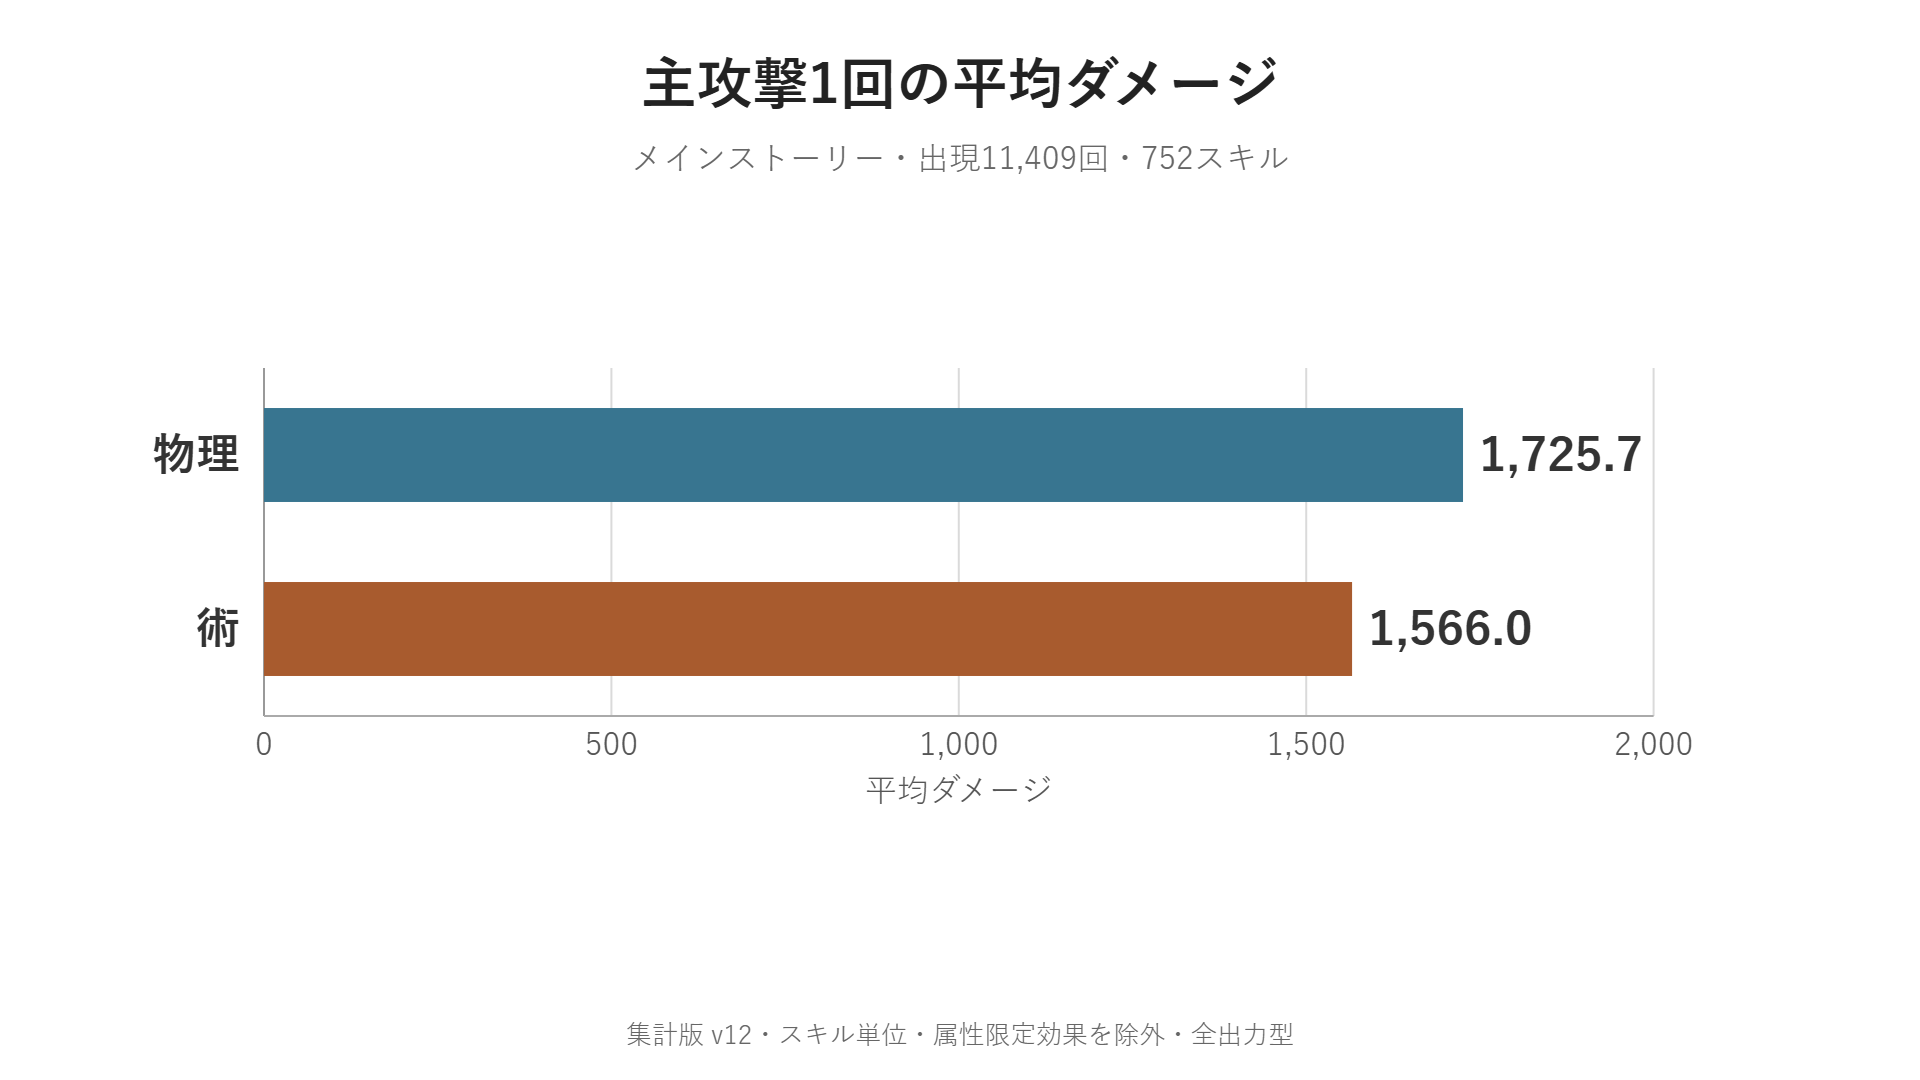 主攻撃1回の平均ダメージ
メインストーリー・出現11,409回・752スキル
物理 1,725.7
術 1,566.0
0 500 1,000 1,500 2,000
平均ダメージ
集計版 v12・スキル単位・属性限定効果を除外・全出力型